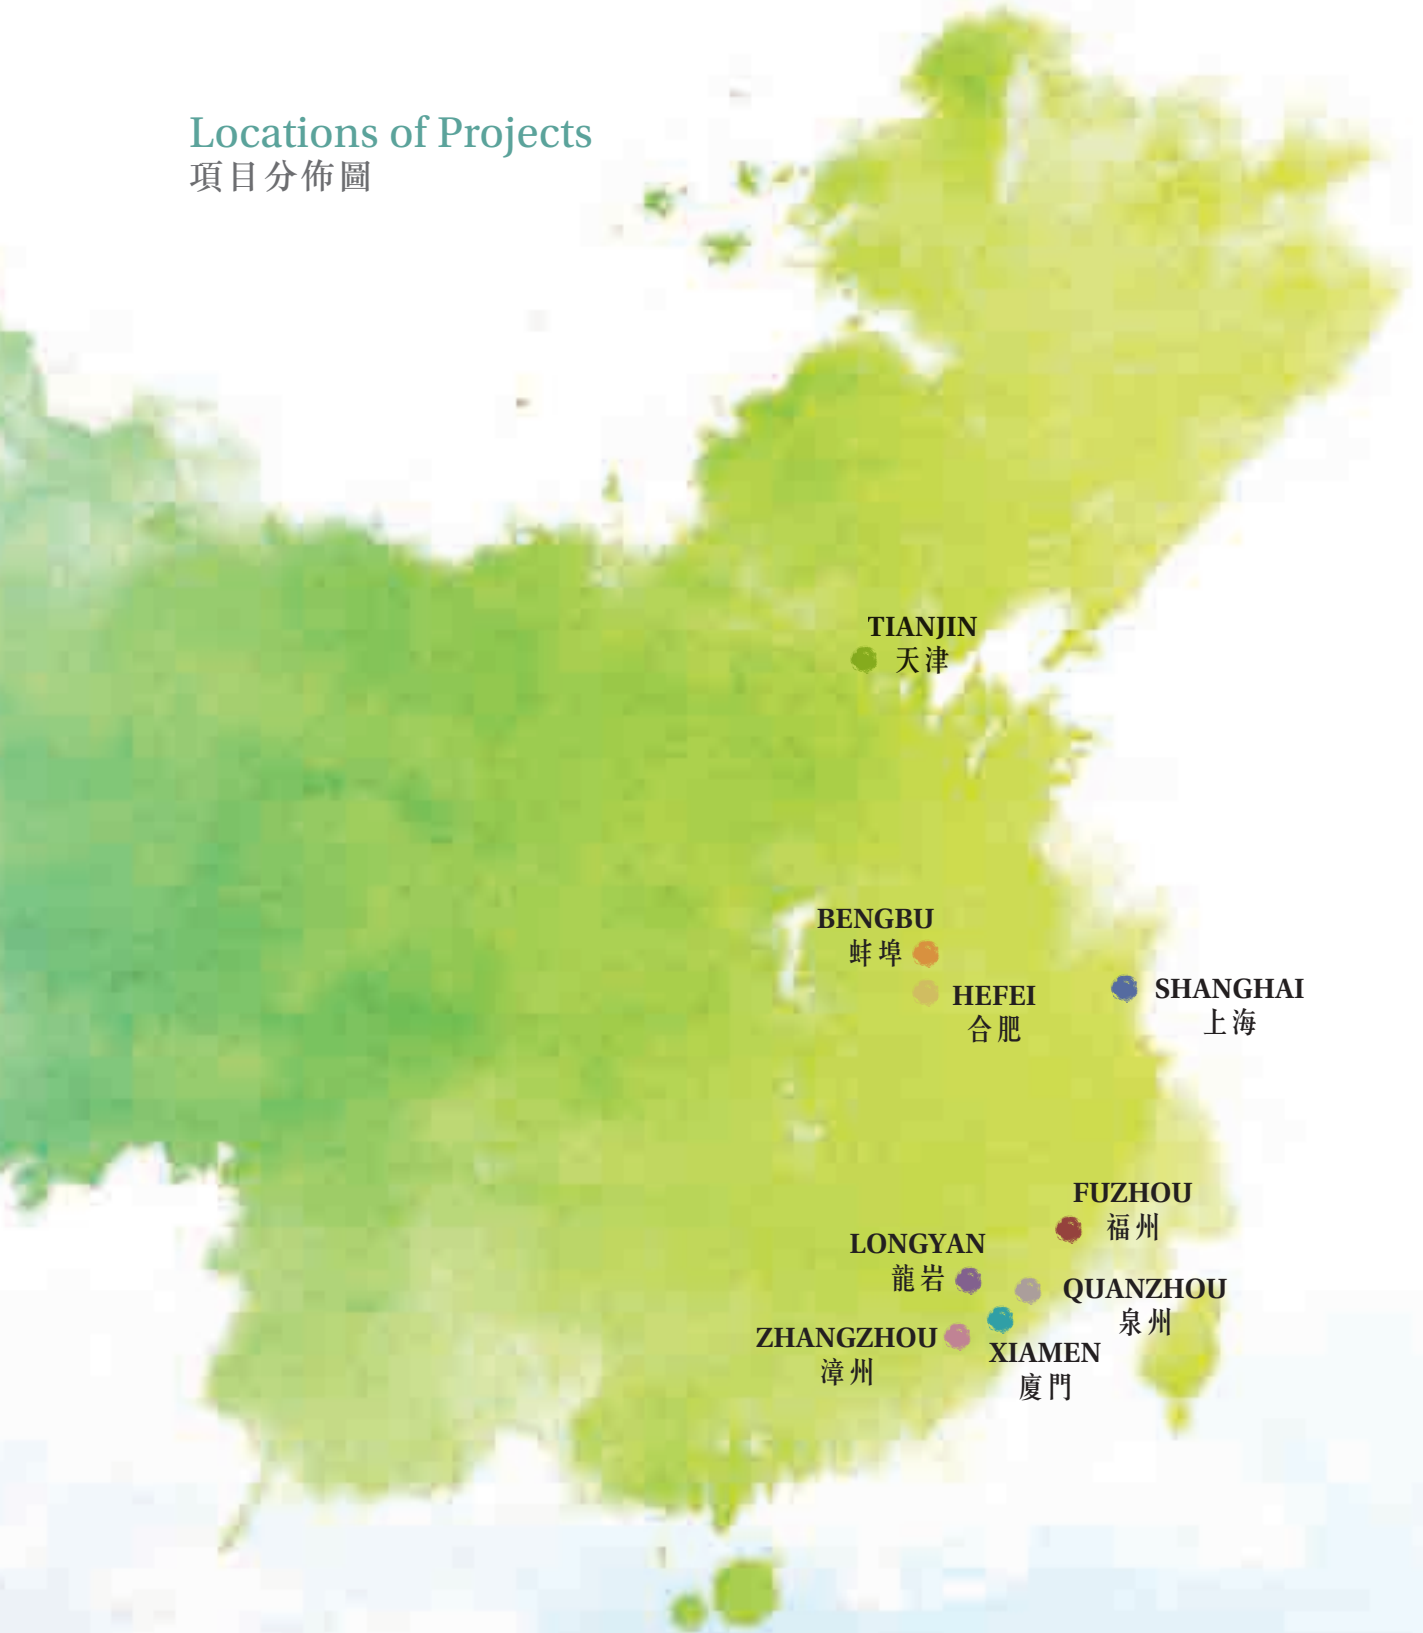 Locations of Projects
項目分佈圖
TIANJIN
天津
BENGBU
蚌埠
HEFEI
合肥
SHANGHAI
上海
FUZHOU
福州
LONGYAN
龍岩
QUANZHOU
泉州
ZHANGZHOU
漳州
XIAMEN
廈門